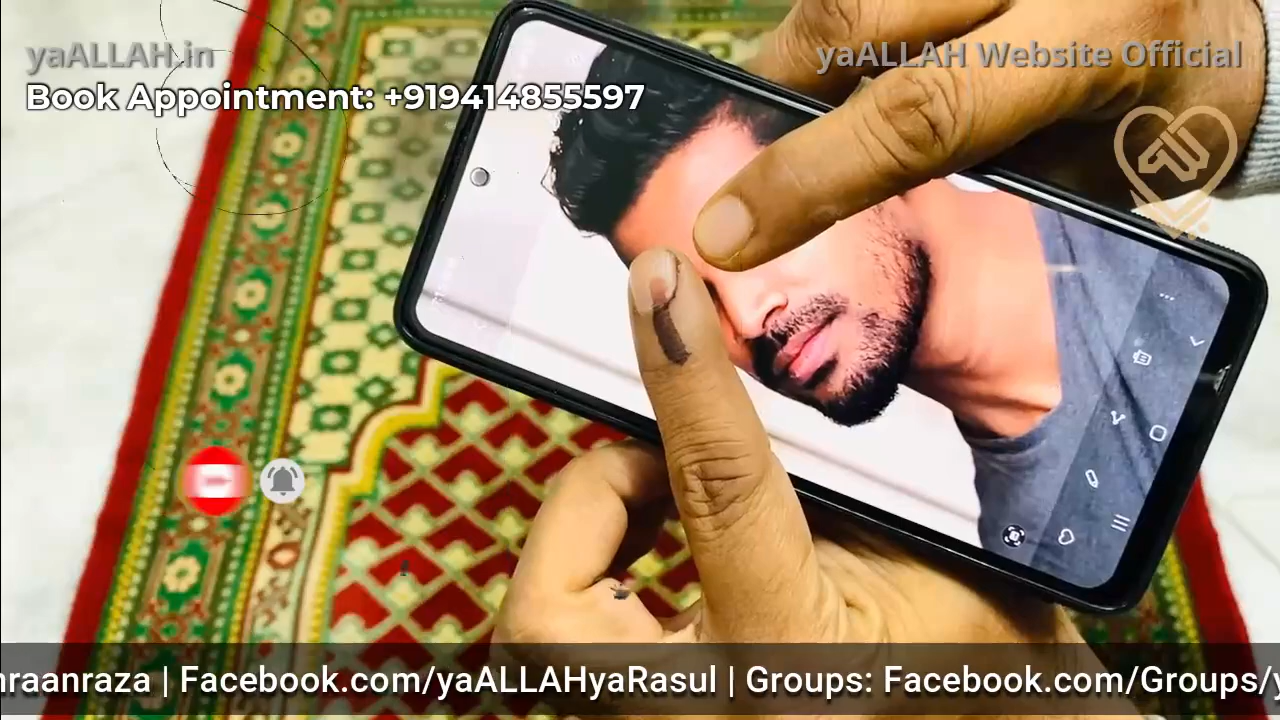 yaALLAH.in
yaALLAH Website Official
Book Appointment: +919414855597
hraanraza | Facebook.com/yaALLAHyaRasul | Groups: Facebook.com/Groups/y